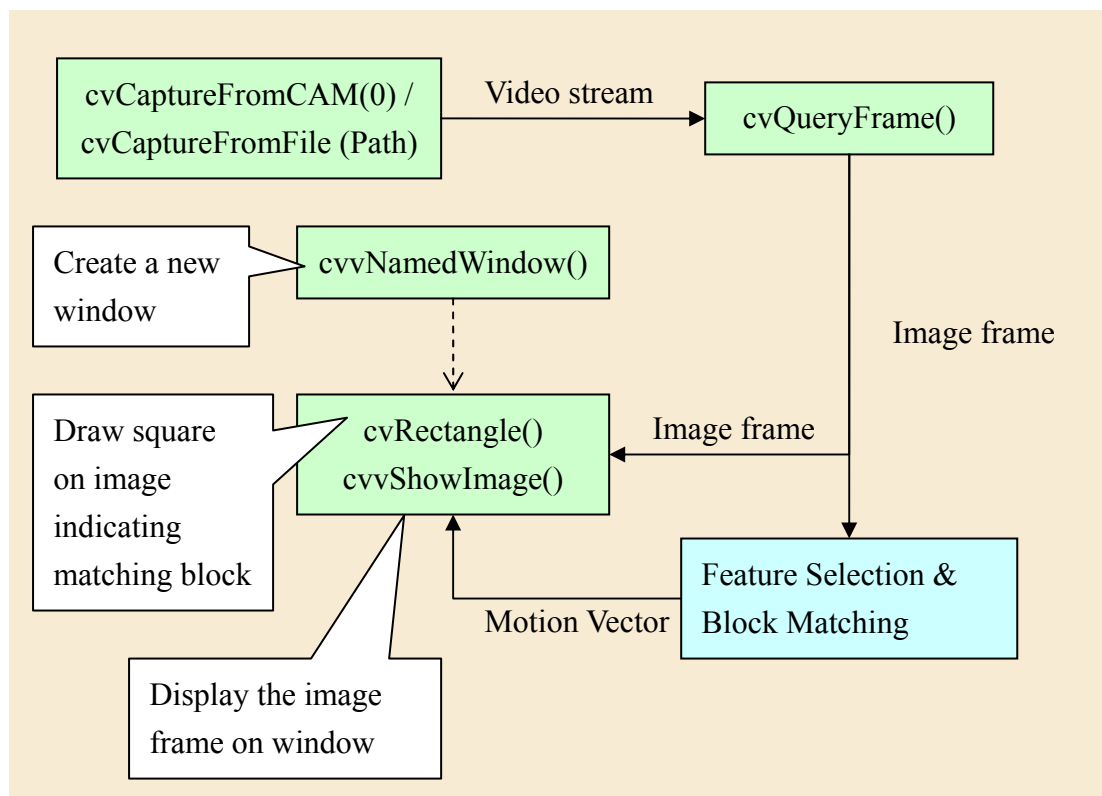 cvCaptureFromCAM(0) /
cvCaptureFromFile (Path)
Video stream
cvQueryFrame()
Create a new
window
cvvNamedWindow()
Image frame
Draw square
on image
indicating
matching block
cvRectangle()
cvvShowImage()
Image frame
Feature Selection &
Block Matching
Motion Vector
Display the image
frame on window